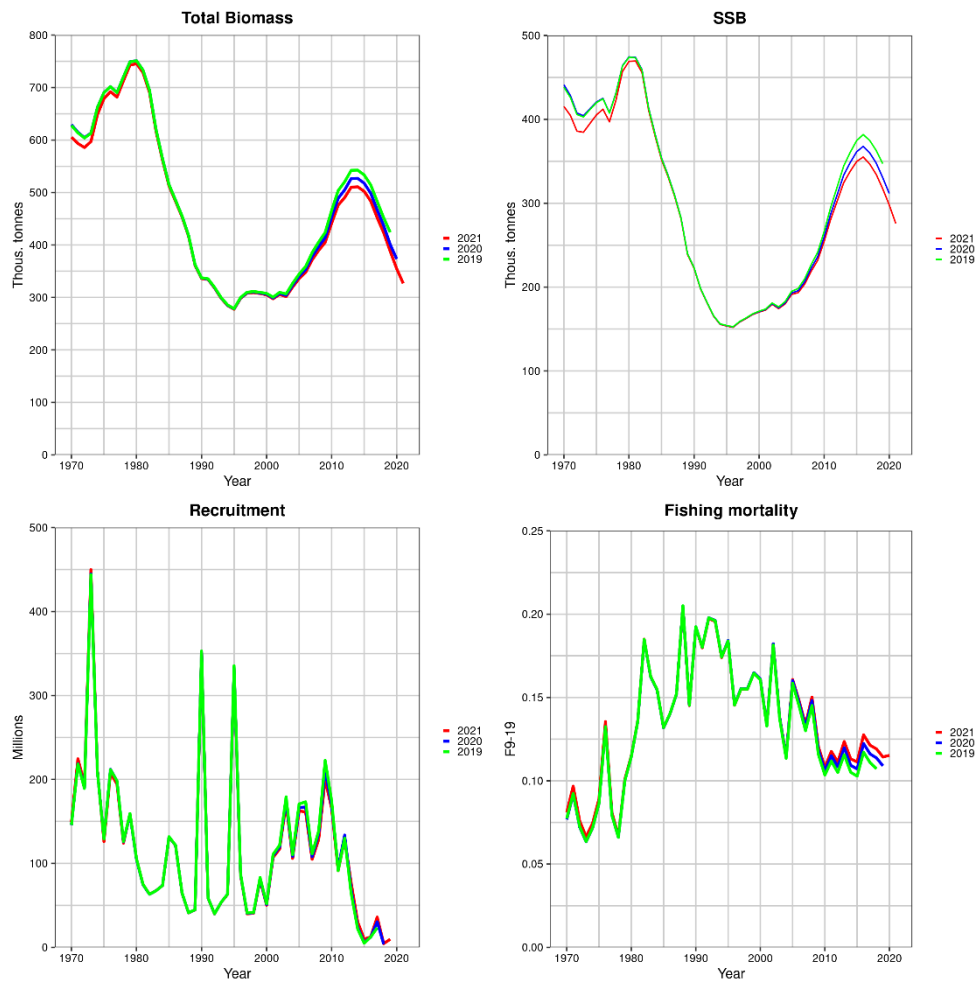 Total Biomass
800
700
600
500
400
300
200
100
0
Thous. tonnes
1970 1980 1990 2000 2010 2020
Year
2021
2020
2019
SSB
500
400
300
200
100
0
Thous. tonnes
1970 1980 1990 2000 2010 2020
Year
2021
2020
2019
Recruitment
500
400
300
200
100
0
Millions
1970 1980 1990 2000 2010 2020
Year
2021
2020
2019
Fishing mortality
0.25
0.20
0.15
0.10
0.05
0.00
F9-19
1970 1980 1990 2000 2010 2020
Year
2021
2020
2019